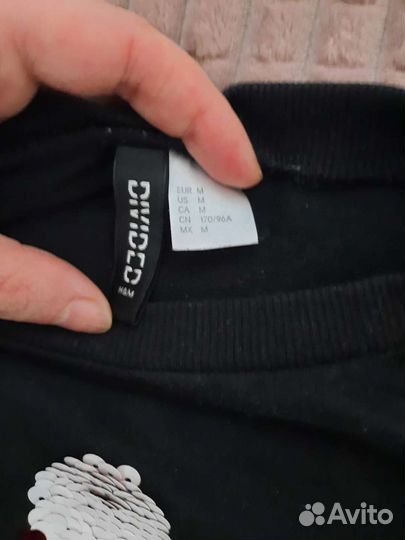 DIVIDED
H&M
EUR M
US M
CA M
CN 170/96A
MX M
Avito